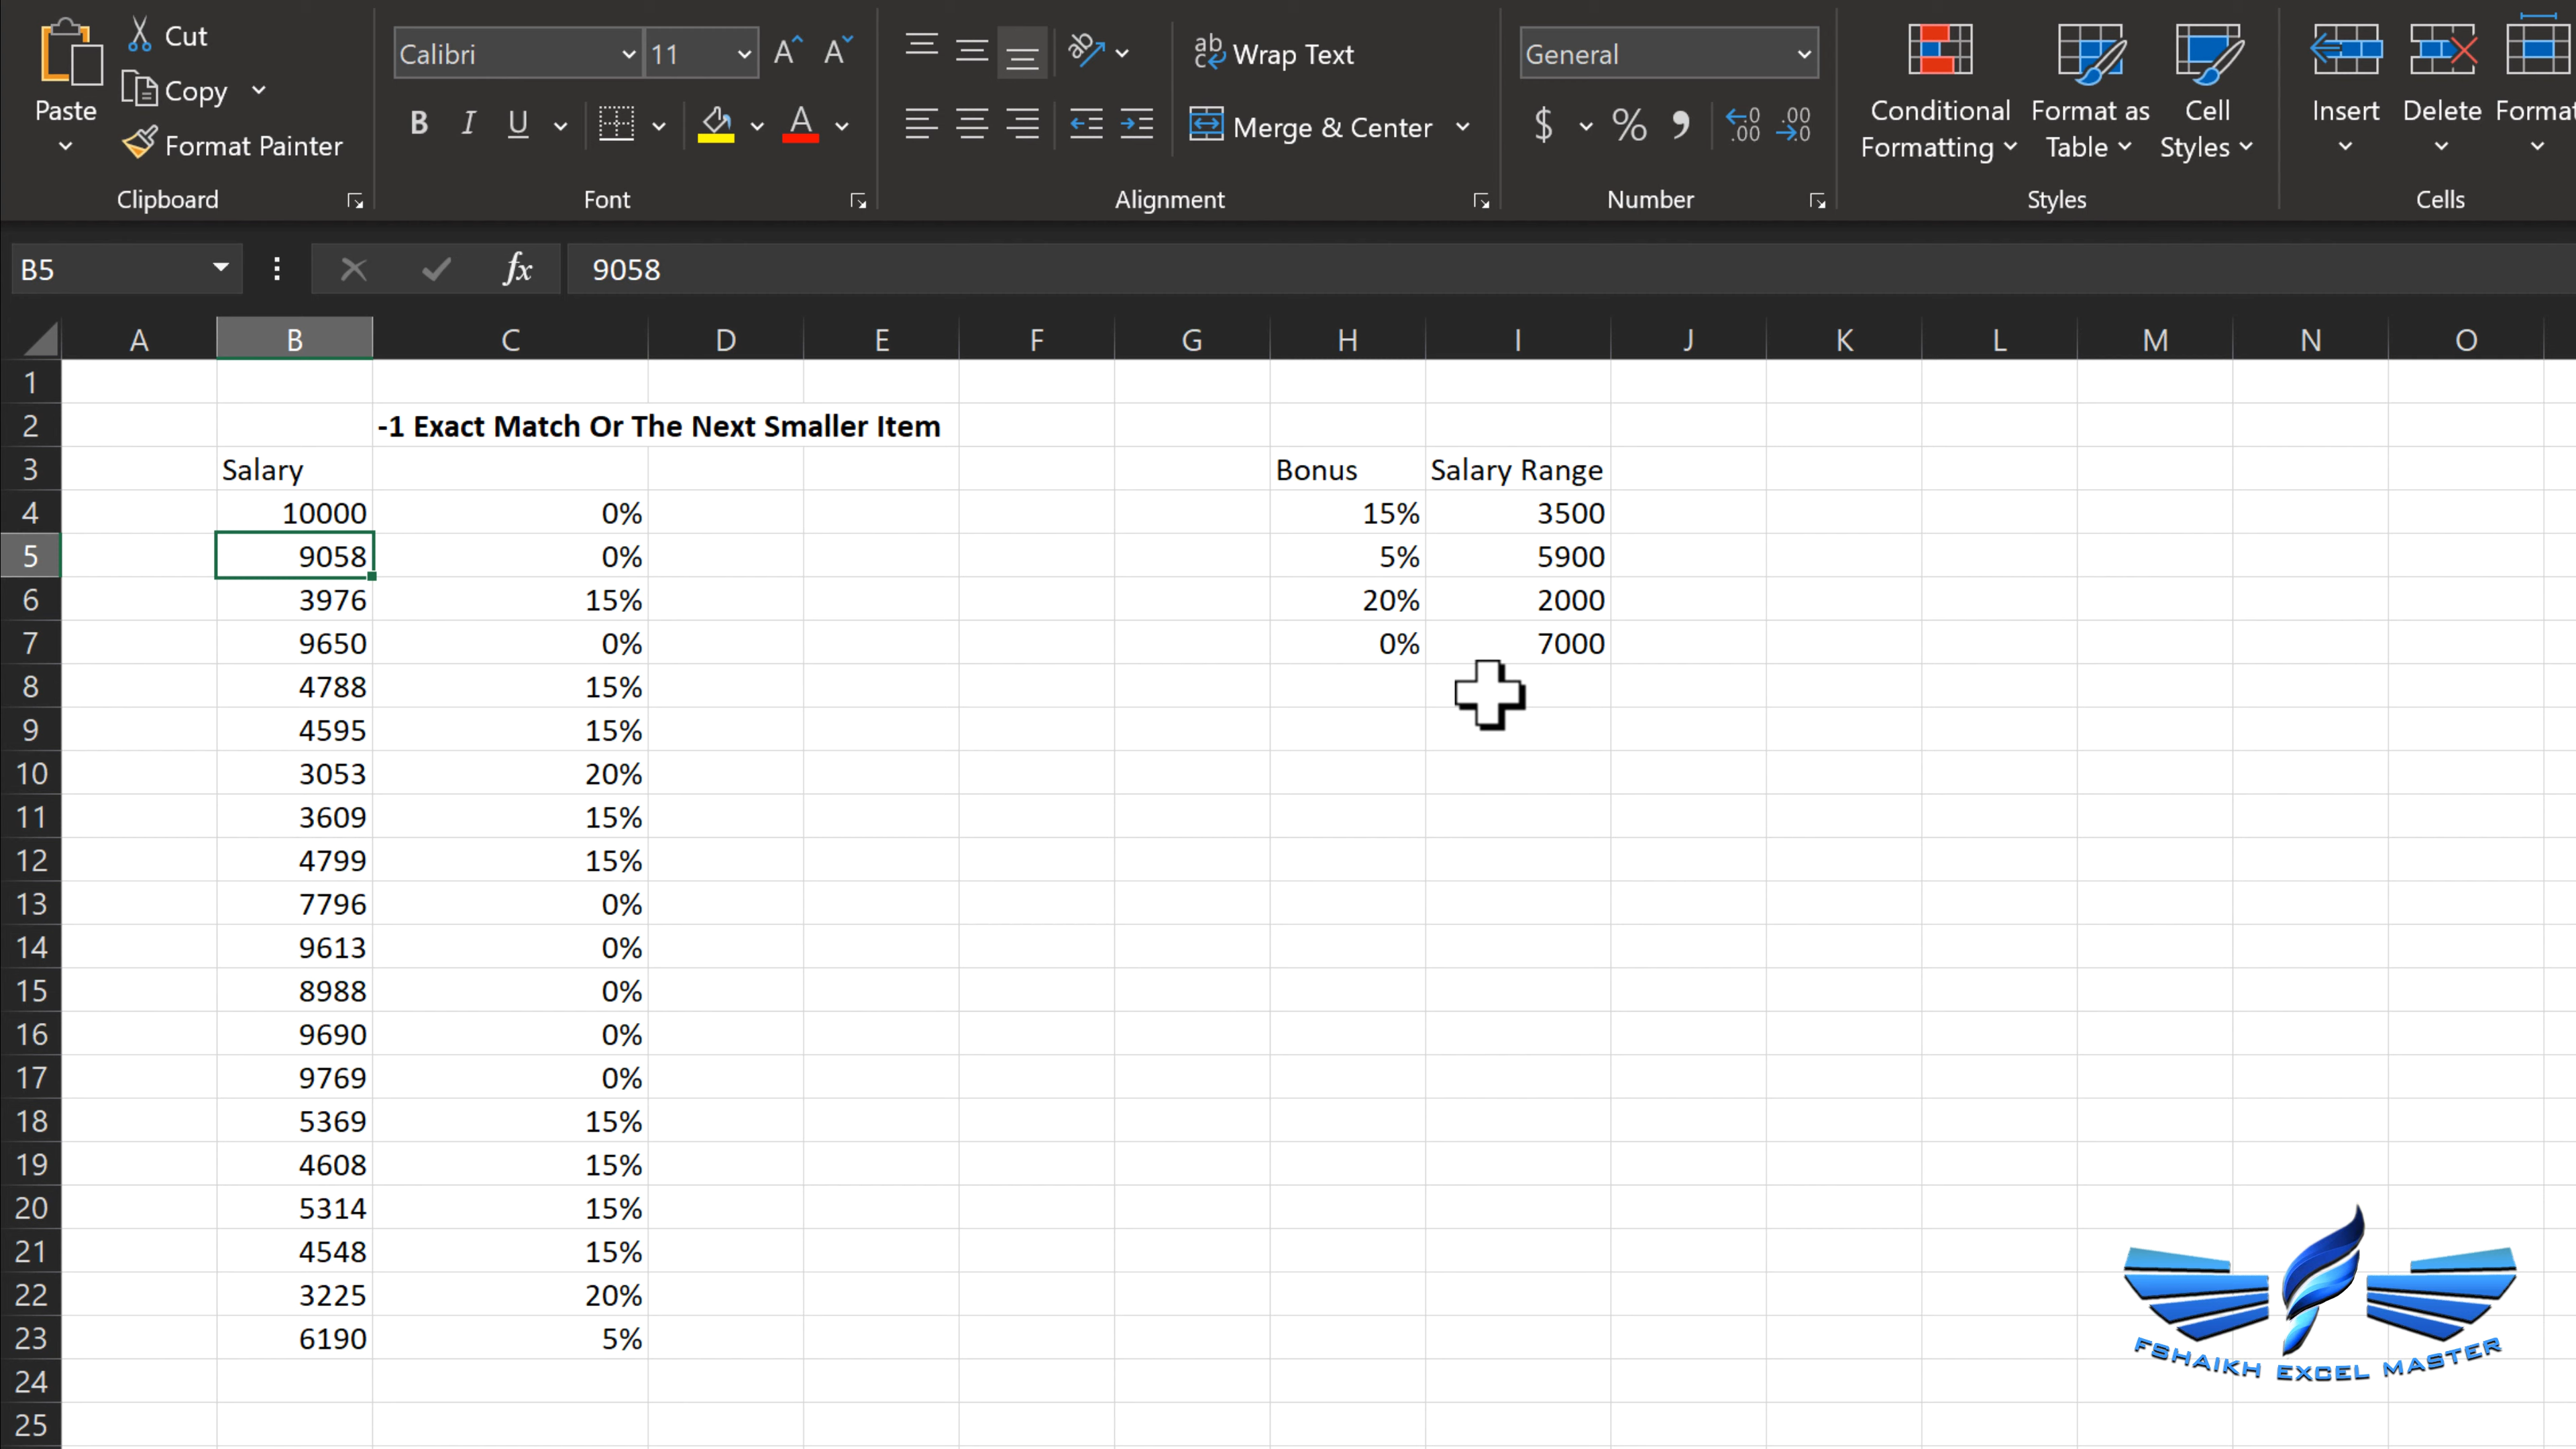 Cut
Copy
Format Painter
Paste
Clipboard
Calibri 11 A A
B I U A
Font
ab Wrap Text
Merge & Center
Alignment
General
$ % , .00 .00
Number
Conditional Formatting
Format as Table
Cell Styles
Styles
Insert Delete Format
Cells
B5 fx 9058
A B C D E F G H I J K L M N O
1
2 -1 Exact Match Or The Next Smaller Item
3 Salary Bonus Salary Range
4 10000 0% 15% 3500
5 9058 0% 5% 5900
6 3976 15% 20% 2000
7 9650 0% 0% 7000
8 4788 15%
9 4595 15%
10 3053 20%
11 3609 15%
12 4799 15%
13 7796 0%
14 9613 0%
15 8988 0%
16 9690 0%
17 9769 0%
18 5369 15%
19 4608 15%
20 5314 15%
21 4548 15%
22 3225 20%
23 6190 5%
24
25
FSHAIKH EXCEL MASTER